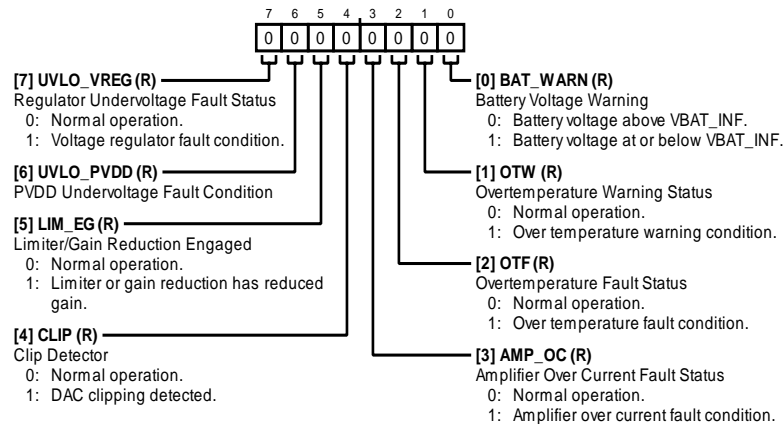 7 6 5 4 3 2 1 0
0 0 0 0 0 0 0 0
[7] UVLO_VREG (R)
Regulator Undervoltage Fault Status
0: Normal operation.
1: Voltage regulator fault condition.
[6] UVLO_PVDD (R)
PVDD Undervoltage Fault Condition
[5] LIM_EG (R)
Limiter/Gain Reduction Engaged
0: Normal operation.
1: Limiter or gain reduction has reduced
gain.
[4] CLIP (R)
Clip Detector
0: Normal operation.
1: DAC clipping detected.
[0] BAT_WARN (R)
Battery Voltage Warning
0: Battery voltage above VBAT_INF.
1: Battery voltage at or below VBAT_INF.
[1] OTW (R)
Overtemperature Warning Status
0: Normal operation.
1: Over temperature warning condition.
[2] OTF (R)
Overtemperature Fault Status
0: Normal operation.
1: Over temperature fault condition.
[3] AMP_OC (R)
Amplifier Over Current Fault Status
0: Normal operation.
1: Amplifier over current fault condition.